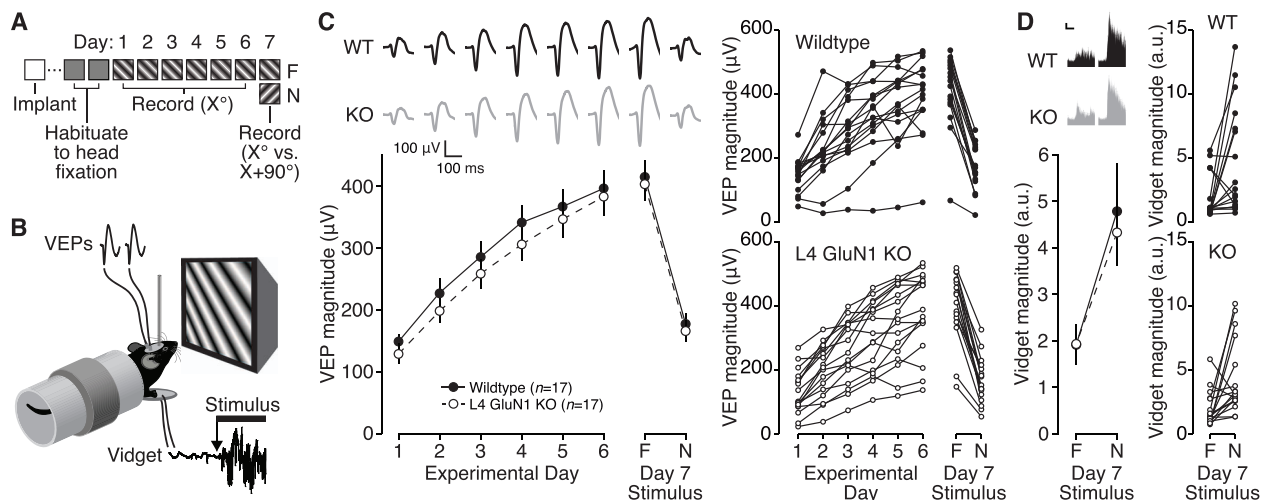 A
Day: 1 2 3 4 5 6 7
F
N
Implant
Record (X°)
Habituate
to head
fixation
Record
(X° vs.
X+90°)
B
VEPs
Stimulus
Vidget
C
WT
KO
100 µV
100 ms
VEP magnitude (µV)
400
300
200
100
0
Wildtype (n=17)
L4 GluN1 KO (n=17)
1 2 3 4 5 6
Experimental Day
F N
Day 7
Stimulus
Wildtype
VEP magnitude (µV)
600
400
200
0
L4 GluN1 KO
VEP magnitude (µV)
600
400
200
0
1 2 3 4 5 6
Experimental
Day
F N
Day 7
Stimulus
D
WT
KO
Vidget magnitude (a.u.)
6
5
4
3
2
1
0
F N
Day 7
Stimulus
WT
Vidget magnitude (a.u.)
15
10
5
0
KO
Vidget magnitude (a.u.)
15
10
5
0
F N
Day 7
Stimulus